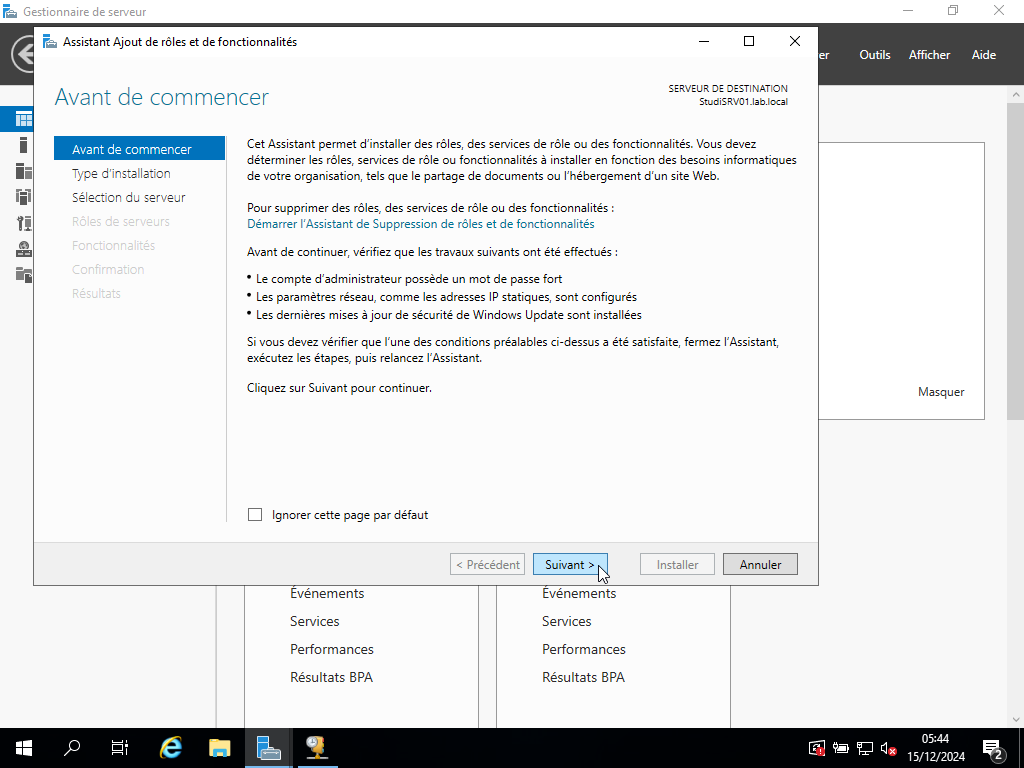 Gestionnaire de serveur
Assistant Ajout de rôles et de fonctionnalités
Outils
Afficher
Aide
Avant de commencer
SERVEUR DE DESTINATION
StudiSRV01.lab.local
Avant de commencer
Type d'installation
Sélection du serveur
Rôles de serveurs
Fonctionnalités
Confirmation
Résultats
Cet Assistant permet d'installer des rôles, des services de rôle ou des fonctionnalités. Vous devez
déterminer les rôles, services de rôle ou fonctionnalités à installer en fonction des besoins informatiques
de votre organisation, tels que le partage de documents ou l'hébergement d'un site Web.
Pour supprimer des rôles, des services de rôle ou des fonctionnalités :
Démarrer l'Assistant de Suppression de rôles et de fonctionnalités
Avant de continuer, vérifiez que les travaux suivants ont été effectués :
• Le compte d'administrateur possède un mot de passe fort
• Les paramètres réseau, comme les adresses IP statiques, sont configurés
• Les dernières mises à jour de sécurité de Windows Update sont installées
Si vous devez vérifier que l'une des conditions préalables ci-dessus a été satisfaite, fermez l'Assistant,
exécutez les étapes, puis relancez l'Assistant.
Cliquez sur Suivant pour continuer.
Masquer
Ignorer cette page par défaut
< Précédent
Suivant >
Installer
Annuler
Événements
Services
Performances
Résultats BPA
Événements
Services
Performances
Résultats BPA
05:44
15/12/2024
2